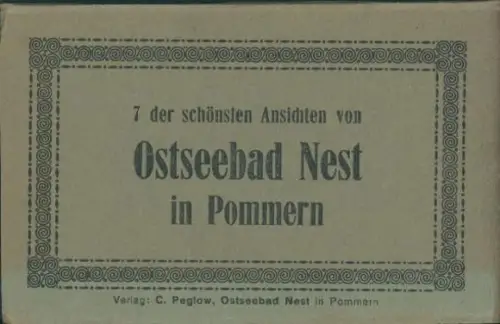 7 der schönsten Ansichten von
Ostseebad Nest
in Pommern
Verlag: C. Peglow, Ostseebad Nest in Pommern